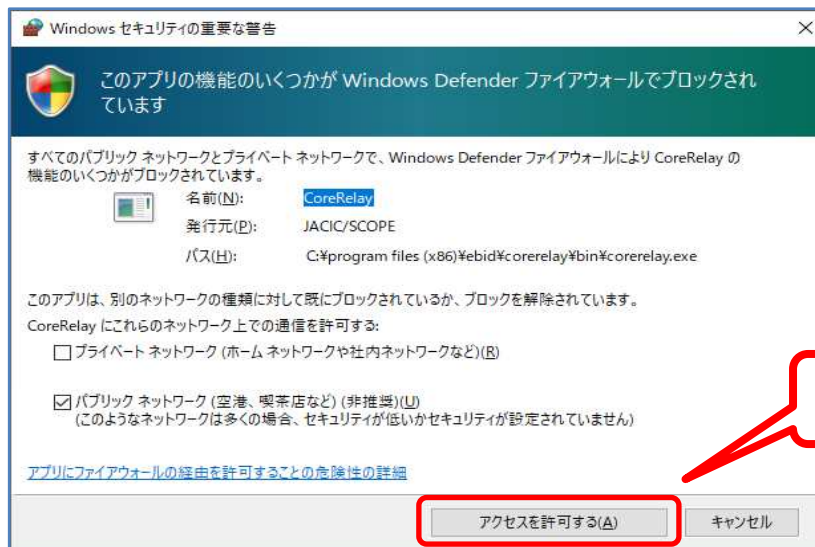 Windows セキュリティの重要な警告
このアプリの機能のいくつかが Windows Defender ファイアウォールでブロックされ
ています
すべてのパブリック ネットワークとプライベート ネットワークで、Windows Defender ファイアウォールにより CoreRelay の
機能のいくつかがブロックされています。
名前(N): CoreRelay
発行元(P): JACIC/SCOPE
パス(H): C:¥program files (x86)¥ebid¥corerelay¥bin¥corerelay.exe
このアプリは、別のネットワークの種類に対して既にブロックされているか、ブロックを解除されています。
CoreRelay にこれらのネットワーク上での通信を許可する:
プライベート ネットワーク (ホーム ネットワークや社内ネットワークなど)(R)
パブリック ネットワーク (空港、喫茶店など) (非推奨)(U)
(このようなネットワークは多くの場合、セキュリティが低いかセキュリティが設定されていません)
アプリにファイアウォールの経由を許可することの危険性の詳細
アクセスを許可する(A) キャンセル